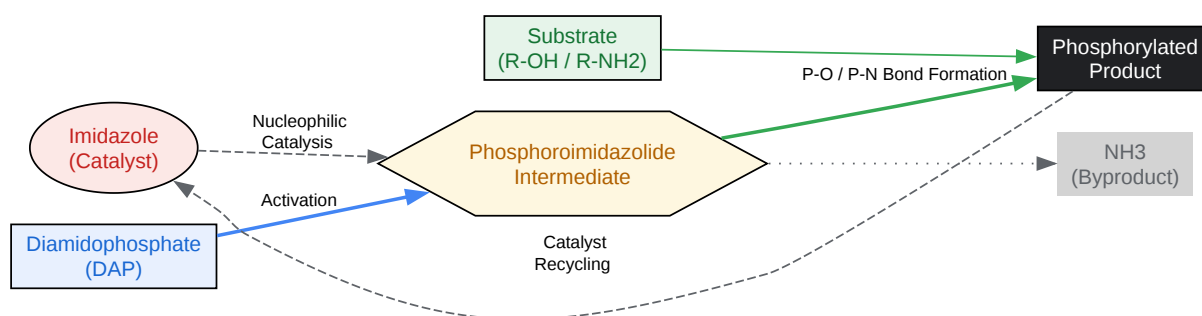 Substrate
(R-OH / R-NH2)
Phosphorylated
Product
P-O / P-N Bond Formation
Imidazole
(Catalyst)
Nucleophilic
Catalysis
Phosphoroimidazolide
Intermediate
NH3
(Byproduct)
Activation
Diamidophosphate
(DAP)
Catalyst
Recycling